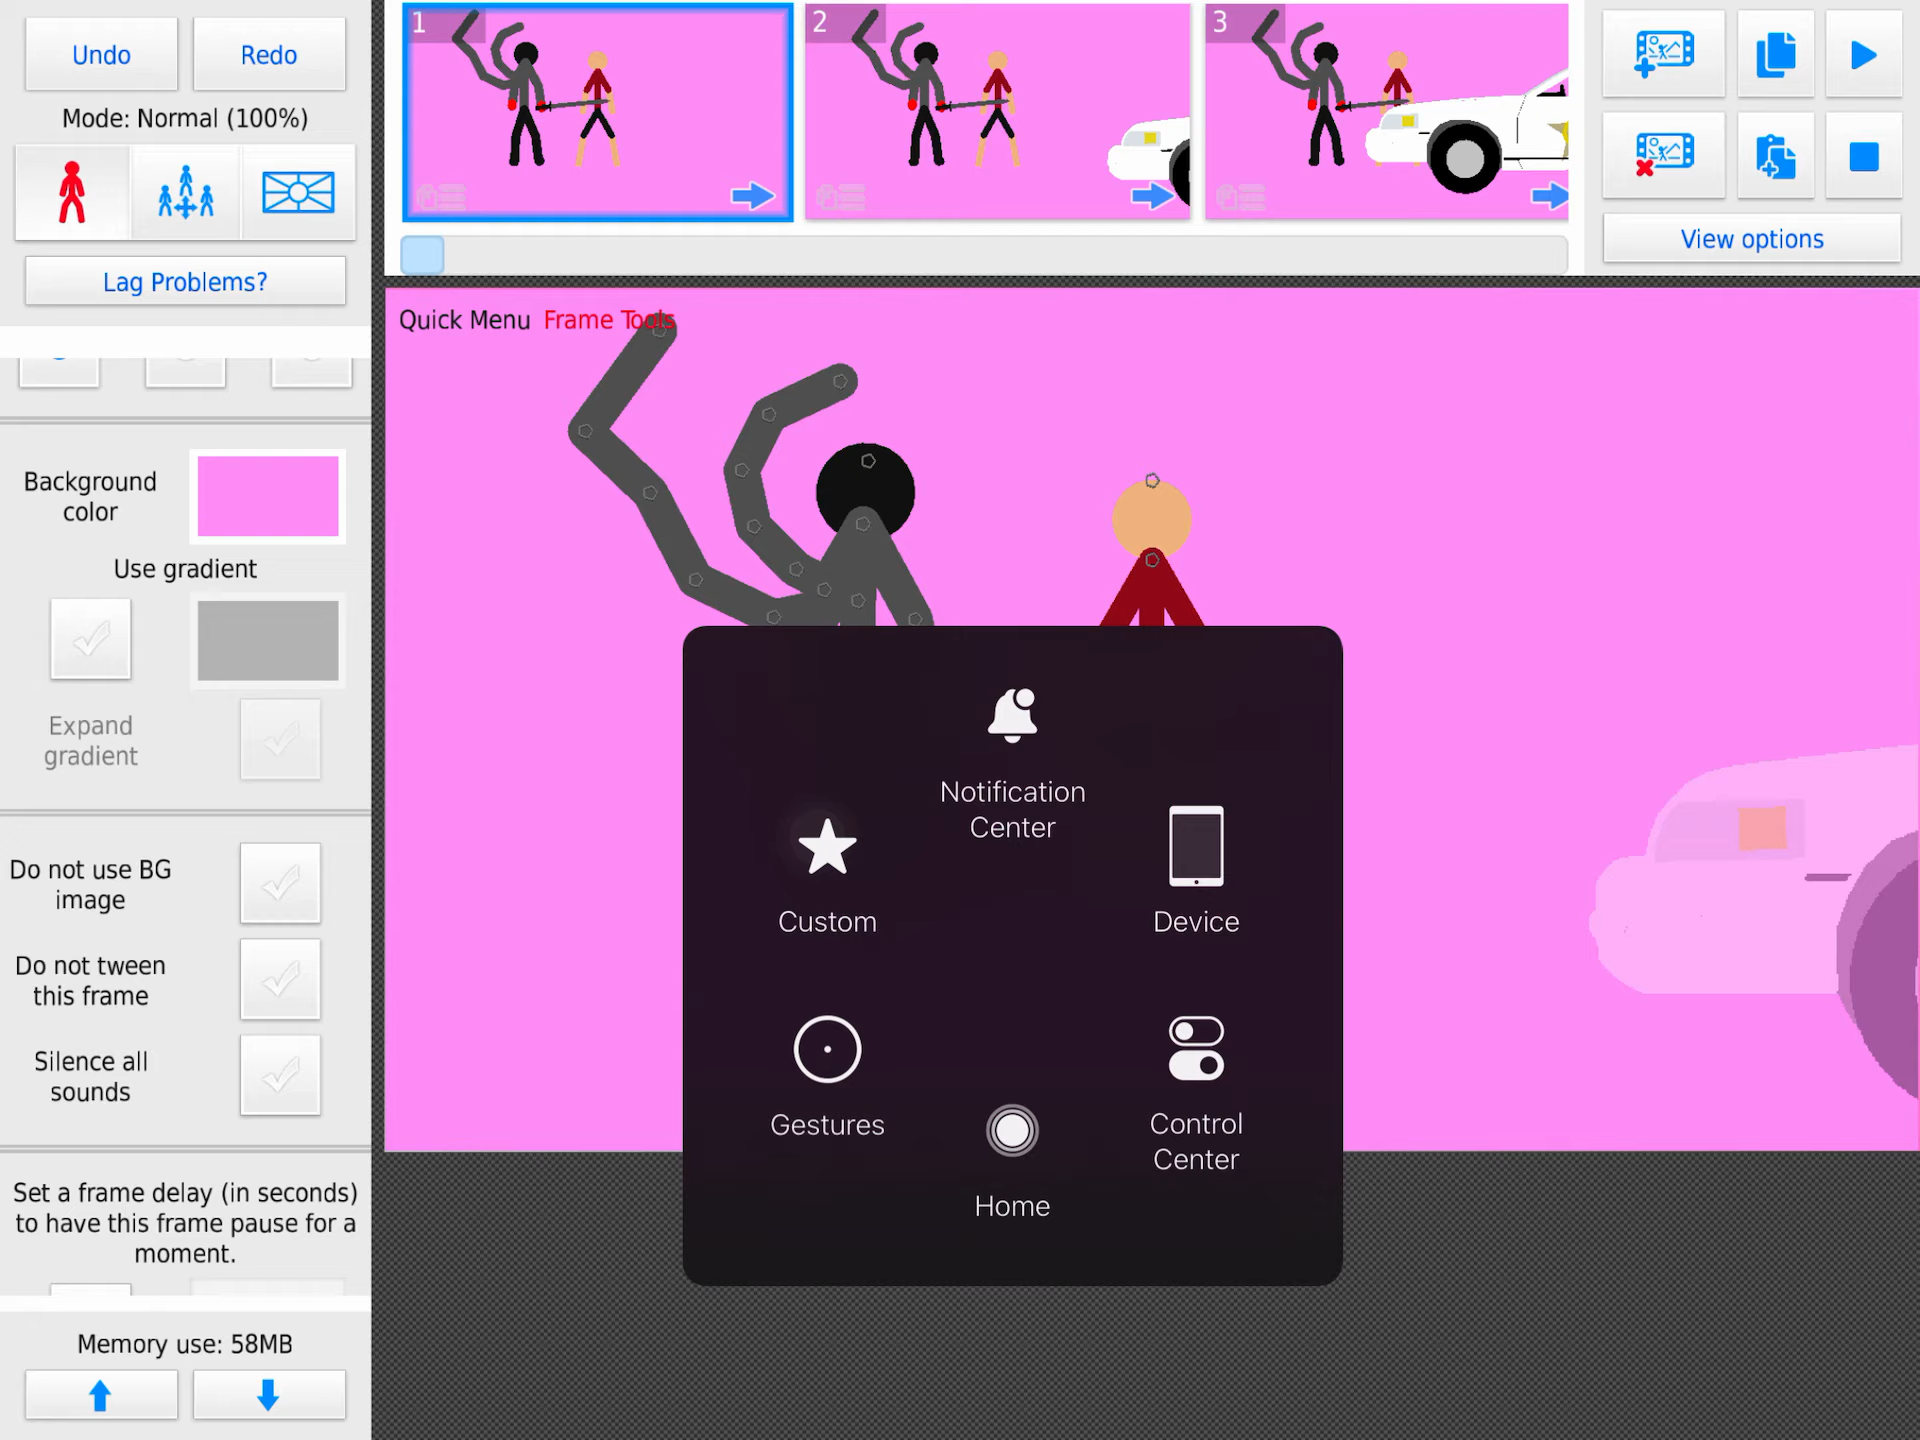 Undo
Redo
Mode: Normal (100%)
Lag Problems?
1
2
3
View options
Quick Menu Frame Tools
Background
color
Use gradient
Expand
gradient
Do not use BG
image
Do not tween
this frame
Silence all
sounds
Set a frame delay (in seconds)
to have this frame pause for a
moment.
Memory use: 58MB
Notification
Center
Custom
Device
Gestures
Control
Center
Home